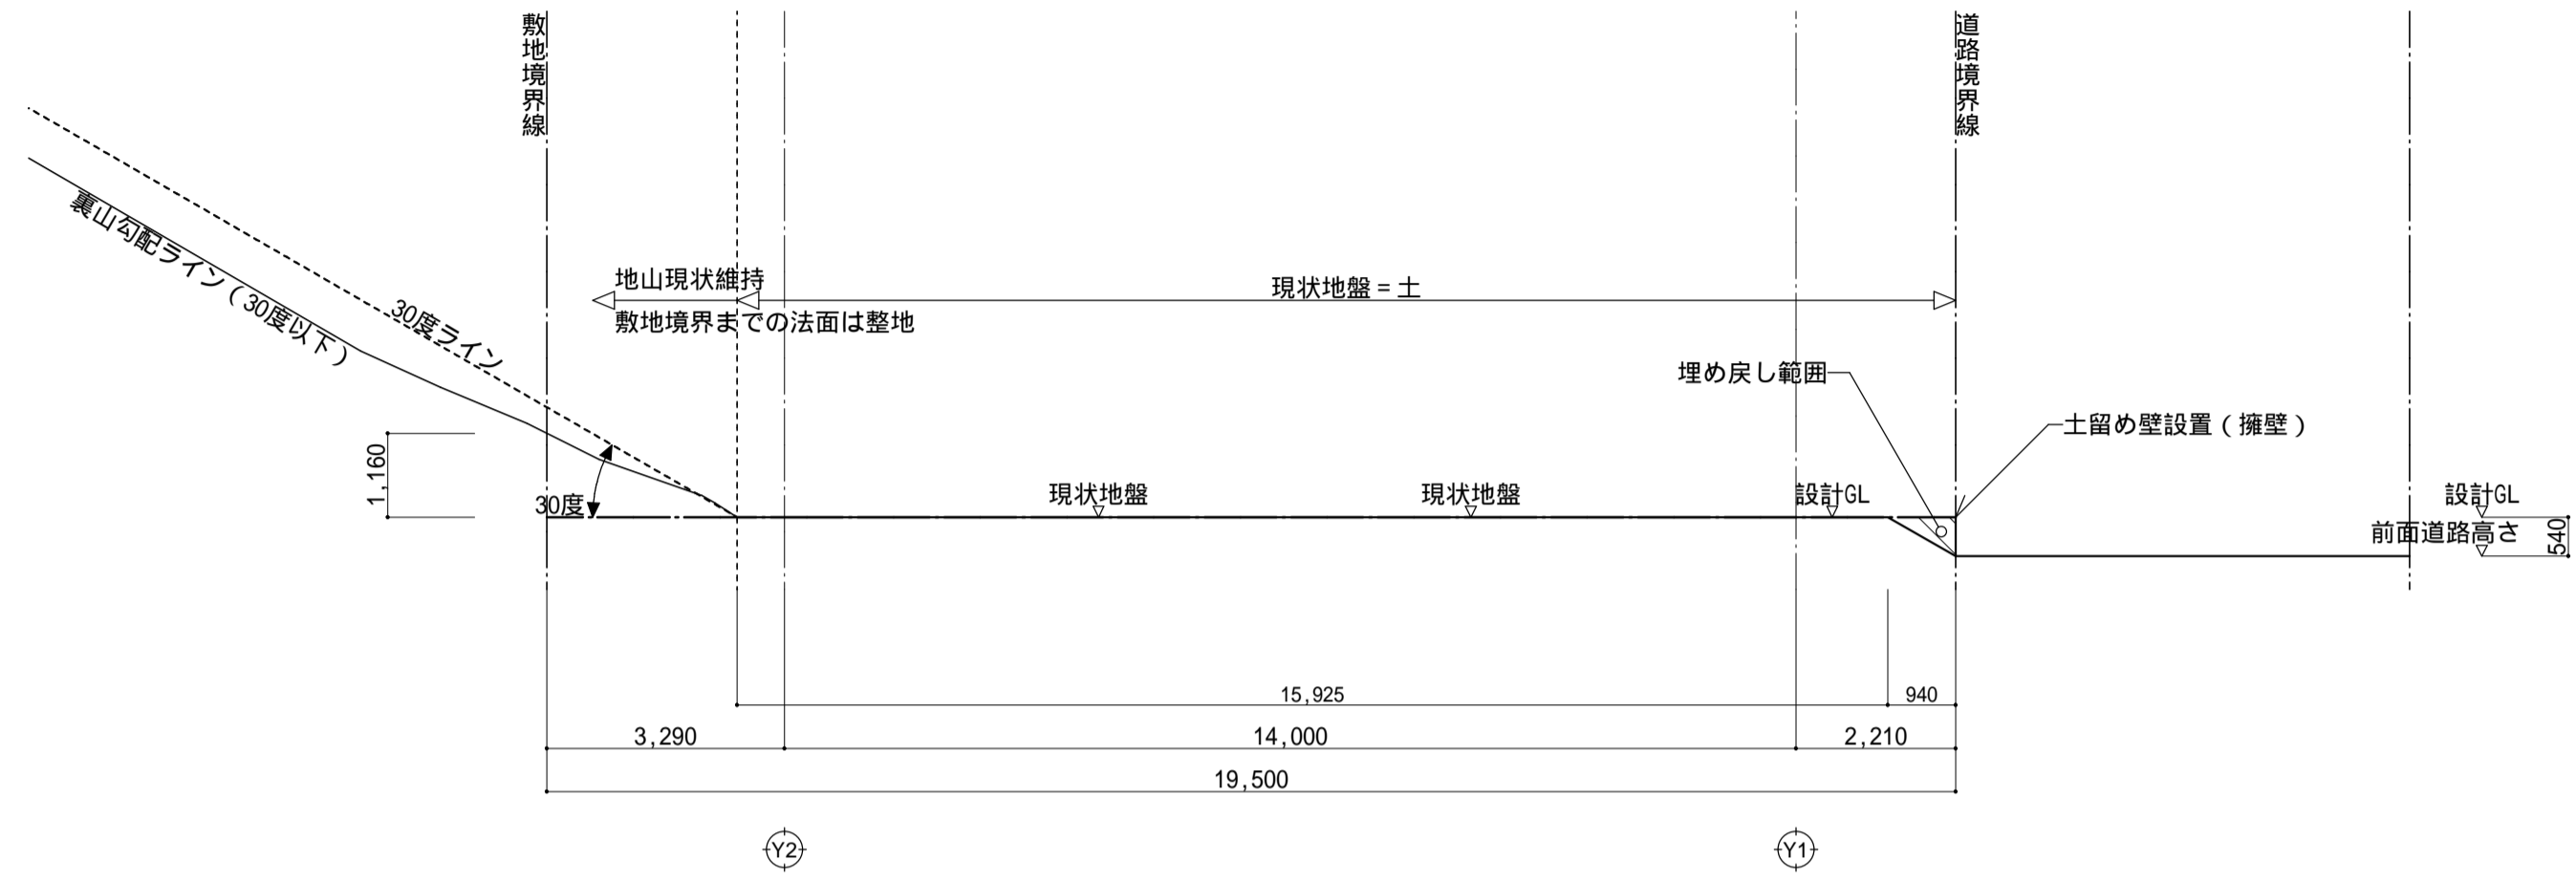 敷地境界線
道路境界線
裏山勾配ライン（30度以下）
30度ライン
地山現状維持
敷地境界までの法面は整地
現状地盤＝土
埋め戻し範囲
土留め壁設置（擁壁）
1,160
30度
現状地盤
現状地盤
設計GL
設計GL
前面道路高さ
540
15,925
940
3,290
14,000
2,210
19,500
Y2
Y1